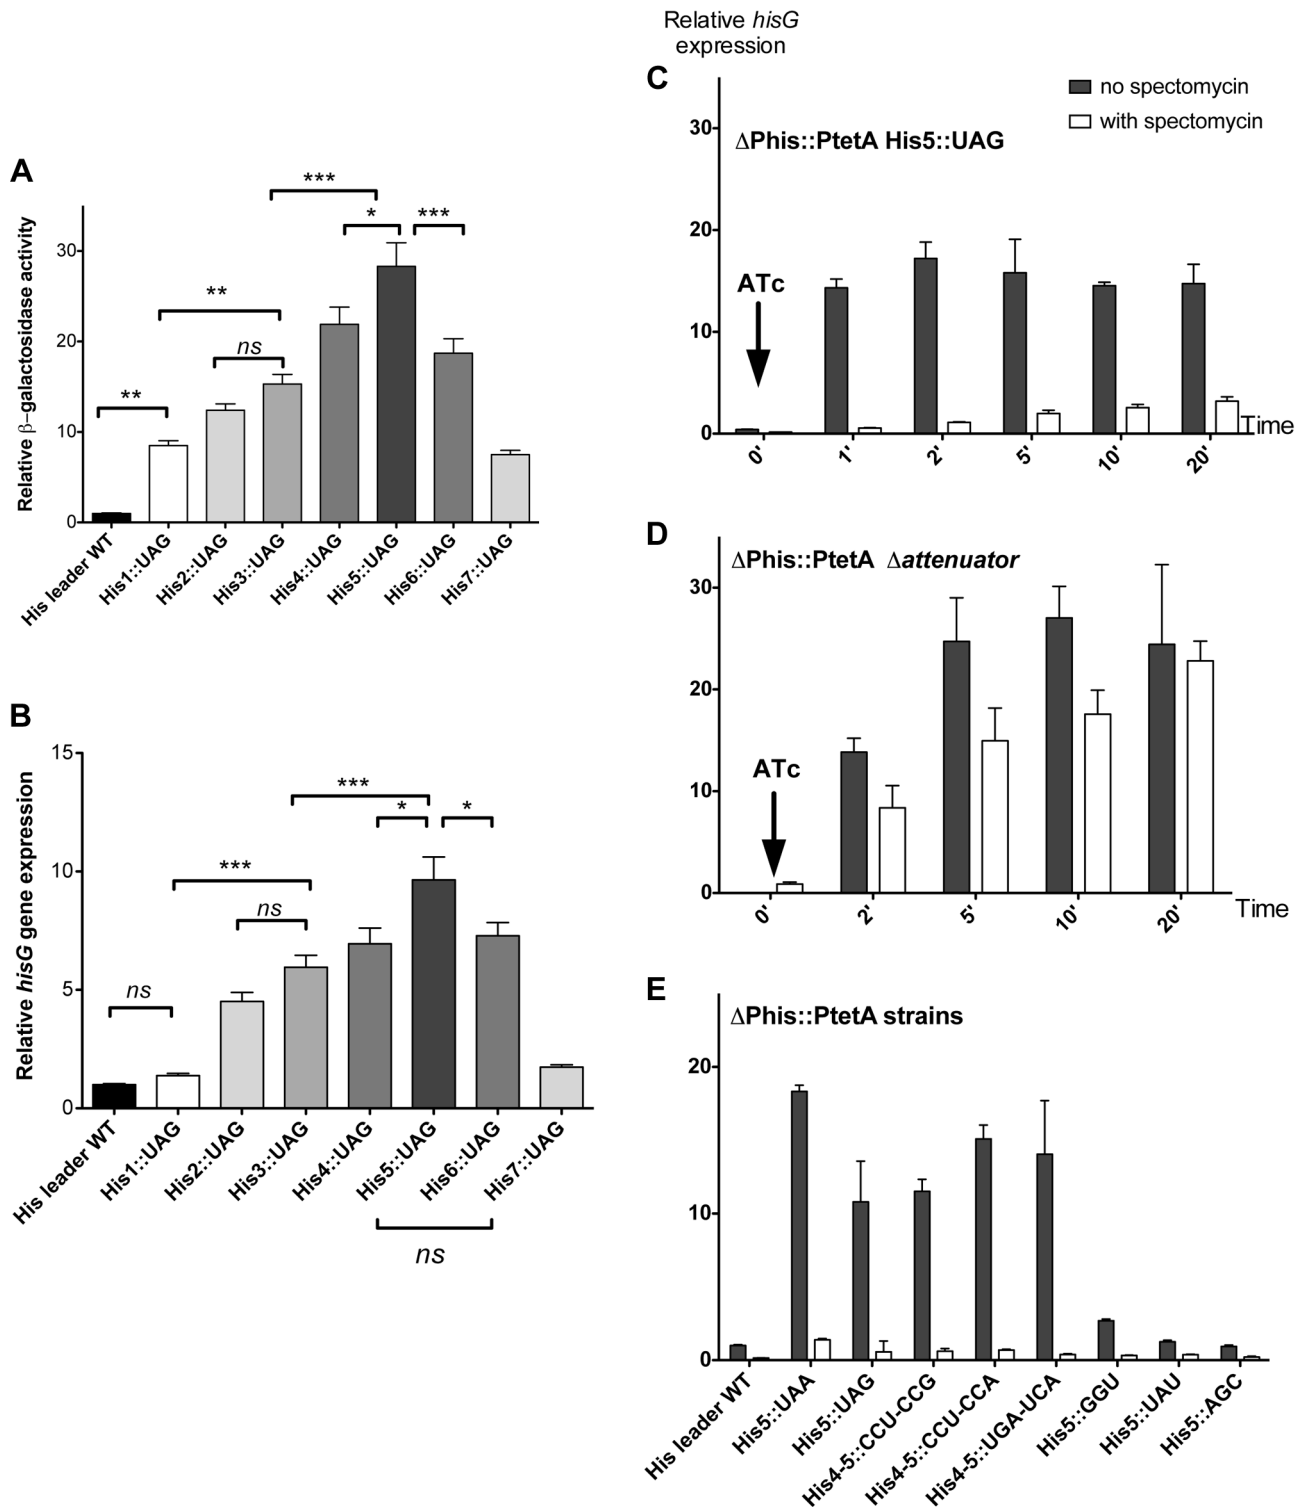 A
Relative β-galactosidase activity
30
20
10
0
**
**
ns
***
*
***
His leader WT
His1::UAG
His2::UAG
His3::UAG
His4::UAG
His5::UAG
His6::UAG
His7::UAG
B
Relative hisG gene expression
15
10
5
0
ns
***
ns
***
*
*
His leader WT
His1::UAG
His2::UAG
His3::UAG
His4::UAG
His5::UAG
His6::UAG
His7::UAG
ns
Relative hisG
expression
C
no spectomycin
with spectomycin
ΔPhis::PtetA His5::UAG
30
20
10
0
ATc
0'
1'
2'
5'
10'
20'
Time
D
ΔPhis::PtetA Δattenuator
30
20
10
0
ATc
0'
2'
5'
10'
20'
Time
E
ΔPhis::PtetA strains
20
10
0
His leader WT
His5::UAA
His5::UAG
His4-5::CCU-CCG
His4-5::CCU-CCA
His4-5::UGA-UCA
His5::GGU
His5::UAU
His5::AGC